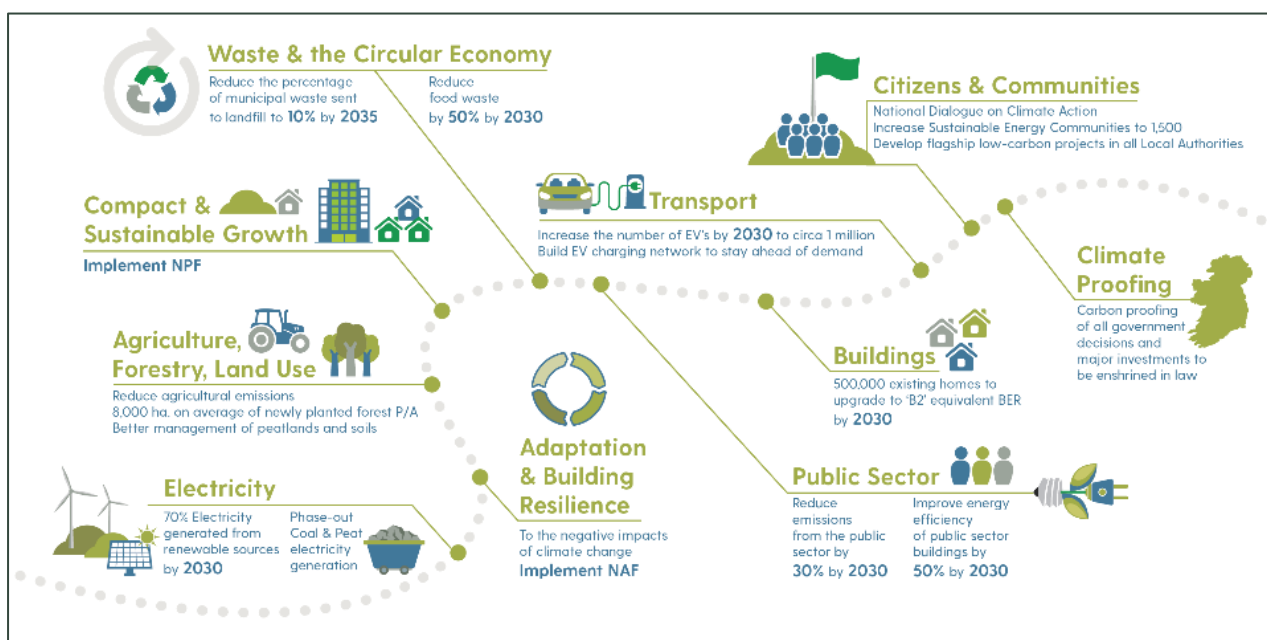 Waste & the Circular Economy
Reduce the percentage
of municipal waste sent
to landfill to 10% by 2035
Reduce
food waste
by 50% by 2030
Citizens & Communities
National Dialogue on Climate Action
Increase Sustainable Energy Communities to 1,500
Develop flagship low-carbon projects in all Local Authorities
Compact &
Sustainable Growth
Implement NPF
Transport
Increase the number of EV's by 2030 to circa 1 million
Build EV charging network to stay ahead of demand
Climate
Proofing
Carbon proofing
of all government
decisions and
major investments to
be enshrined in law
Agriculture,
Forestry, Land Use
Reduce agricultural emissions
8,000 ha. on average of newly planted forest P/A
Better management of peatlands and soils
Buildings
500,000 existing homes to
upgrade to 'B2' equivalent BER
by 2030
Adaptation
& Building
Resilience
To the negative impacts
of climate change
Implement NAF
Electricity
70% Electricity
generated from
renewable sources
by 2030
Phase-out
Coal & Peat
electricity
generation
Public Sector
Reduce
emissions
from the public
sector by
30% by 2030
Improve energy
efficiency
of public sector
buildings by
50% by 2030